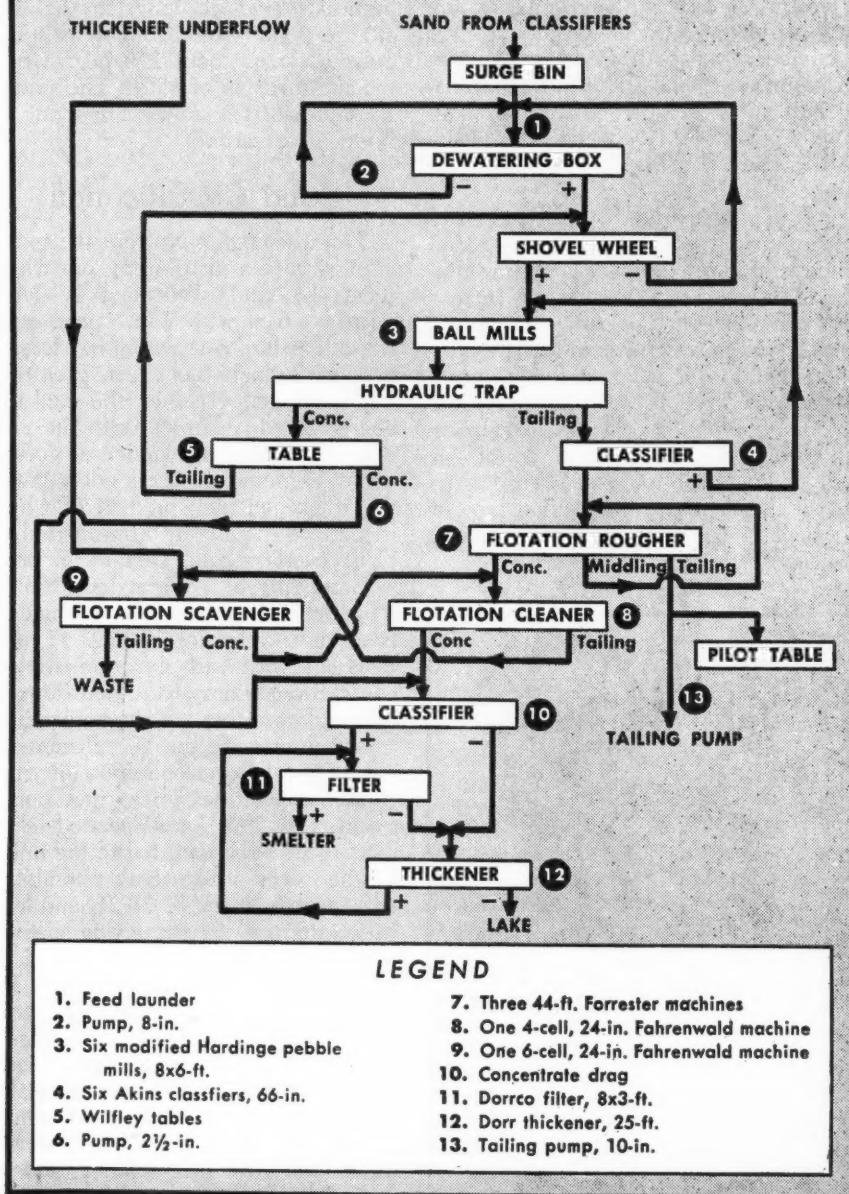 THICKENER UNDERFLOW
SAND FROM CLASSIFIERS
SURGE BIN
1
DEWATERING BOX
2
−
+
SHOVEL WHEEL
+
−
3
BALL MILLS
HYDRAULIC TRAP
Conc.
Tailing
5
TABLE
Tailing
Conc.
CLASSIFIER
4
+
6
7
FLOTATION ROUGHER
Conc.
Middling
Tailing
9
FLOTATION SCAVENGER
Tailing
Conc.
FLOTATION CLEANER
8
Conc
Tailing
PILOT TABLE
WASTE
13
TAILING PUMP
CLASSIFIER
10
+
−
11
FILTER
+
−
SMELTER
THICKENER
12
+
−
LAKE
LEGEND
1. Feed launder
2. Pump, 8-in.
3. Six modified Hardinge pebble
mills, 8x6-ft.
4. Six Akins classfiers, 66-in.
5. Wilfley tables
6. Pump, 2½-in.
7. Three 44-ft. Forrester machines
8. One 4-cell, 24-in. Fahrenwald machine
9. One 6-cell, 24-in. Fahrenwald machine
10. Concentrate drag
11. Dorrco filter, 8x3-ft.
12. Dorr thickener, 25-ft.
13. Tailing pump, 10-in.